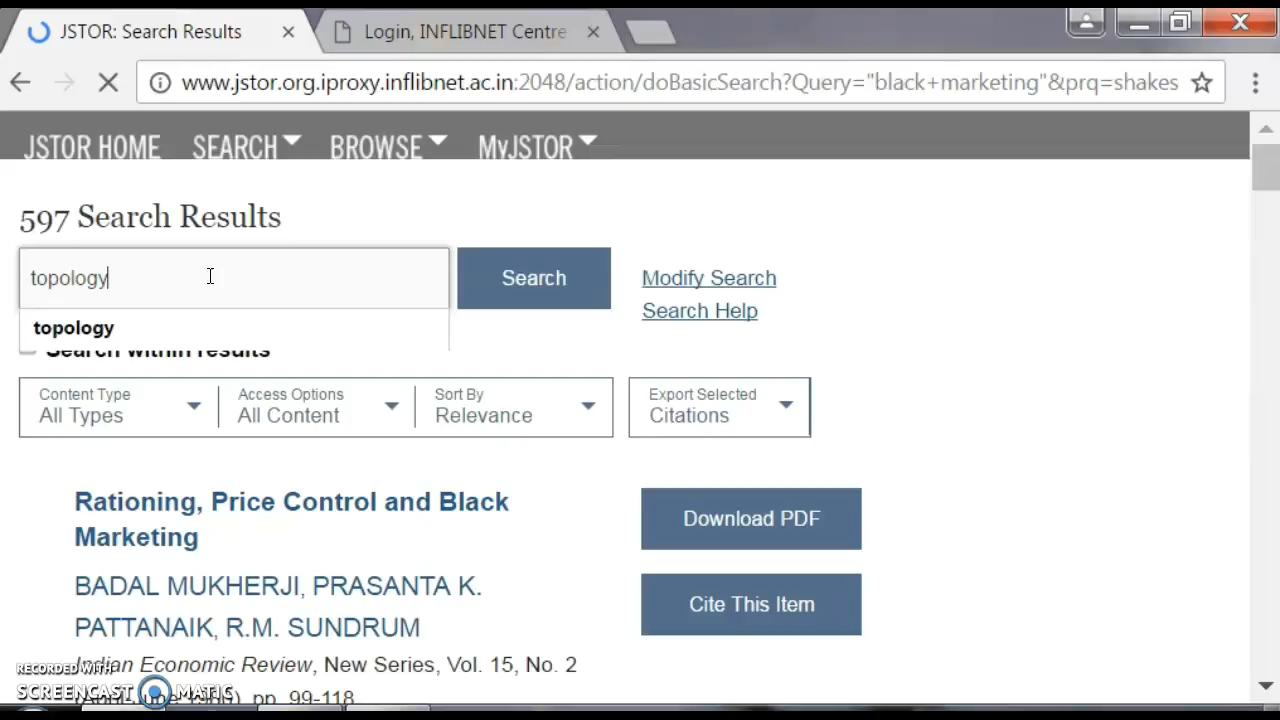 JSTOR: Search Results
Login, INFLIBNET Centre
www.jstor.org.iproxy.inflibnet.ac.in:2048/action/doBasicSearch?Query="black+marketing"&prq=shakes
JSTOR HOME SEARCH BROWSE MyJSTOR
597 Search Results
topology
Search
Modify Search
Search Help
topology
Search within results
Content Type
All Types
Access Options
All Content
Sort By
Relevance
Export Selected
Citations
Rationing, Price Control and Black
Marketing
Download PDF
BADAL MUKHERJI, PRASANTA K.
PATTANAIK, R.M. SUNDRUM
Cite This Item
Indian Economic Review, New Series, Vol. 15, No. 2
pp. 99-118
RECORDED WITH
SCREENCAST MATIC